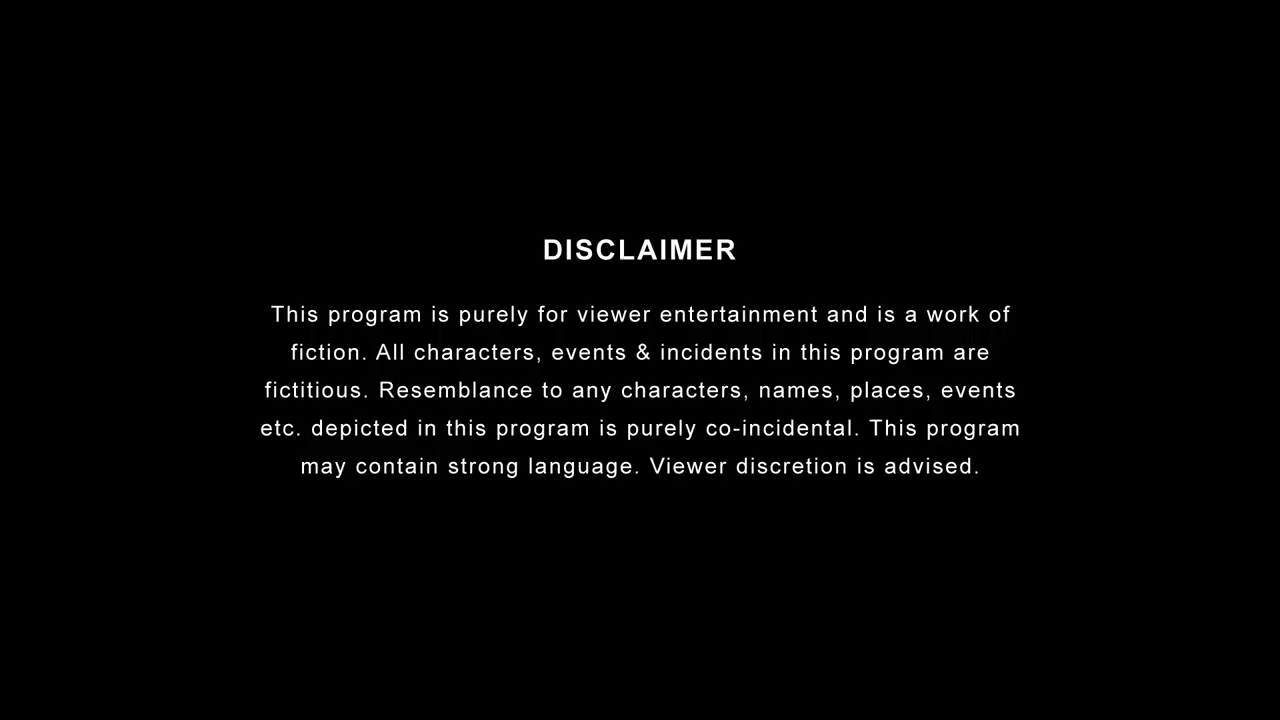 DISCLAIMER
This program is purely for viewer entertainment and is a work of
fiction. All characters, events & incidents in this program are
fictitious. Resemblance to any characters, names, places, events
etc. depicted in this program is purely co-incidental. This program
may contain strong language. Viewer discretion is advised.